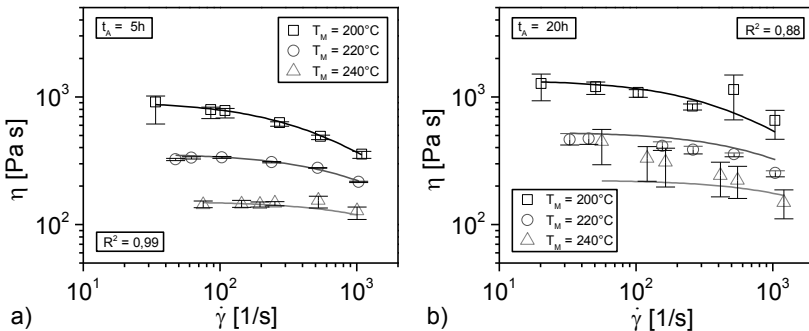 t_A = 5h
T_M = 200°C
T_M = 220°C
T_M = 240°C
R² = 0,99
10³
10²
η [Pa s]
10¹ 10² 10³
γ̇ [1/s]
a)
t_A = 20h
R² = 0,88
T_M = 200°C
T_M = 220°C
T_M = 240°C
10³
10²
η [Pa s]
10¹ 10² 10³
γ̇ [1/s]
b)